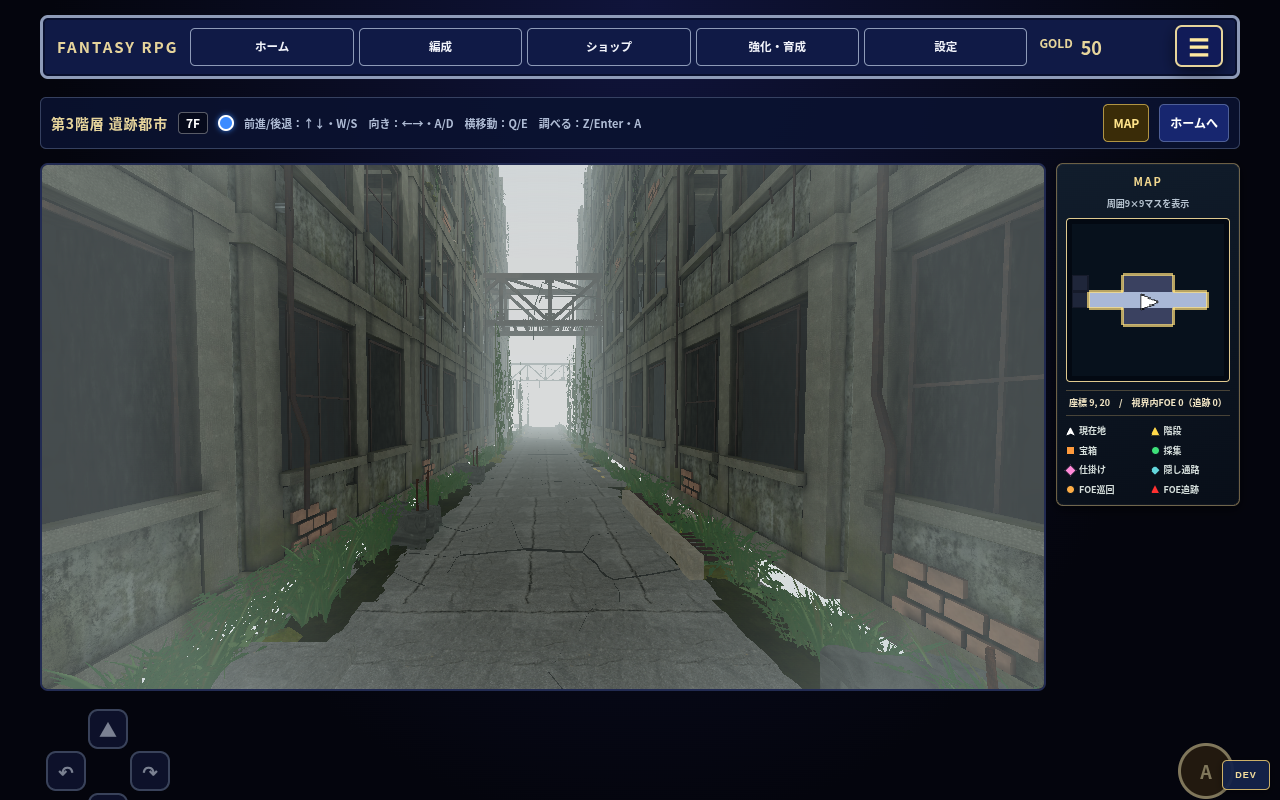 FANTASY RPG
ホーム
編成
ショップ
強化・育成
設定
GOLD 50
第3階層 遺跡都市
7F
前進/後退：↑↓・W/S　向き：←→・A/D　横移動：Q/E　調べる：Z/Enter・A
MAP
ホームへ
MAP
周囲9×9マスを表示
座標 9, 20　/　視界内FOE 0（追跡 0）
現在地
階段
宝箱
採集
仕掛け
隠し通路
FOE巡回
FOE追跡
A
DEV